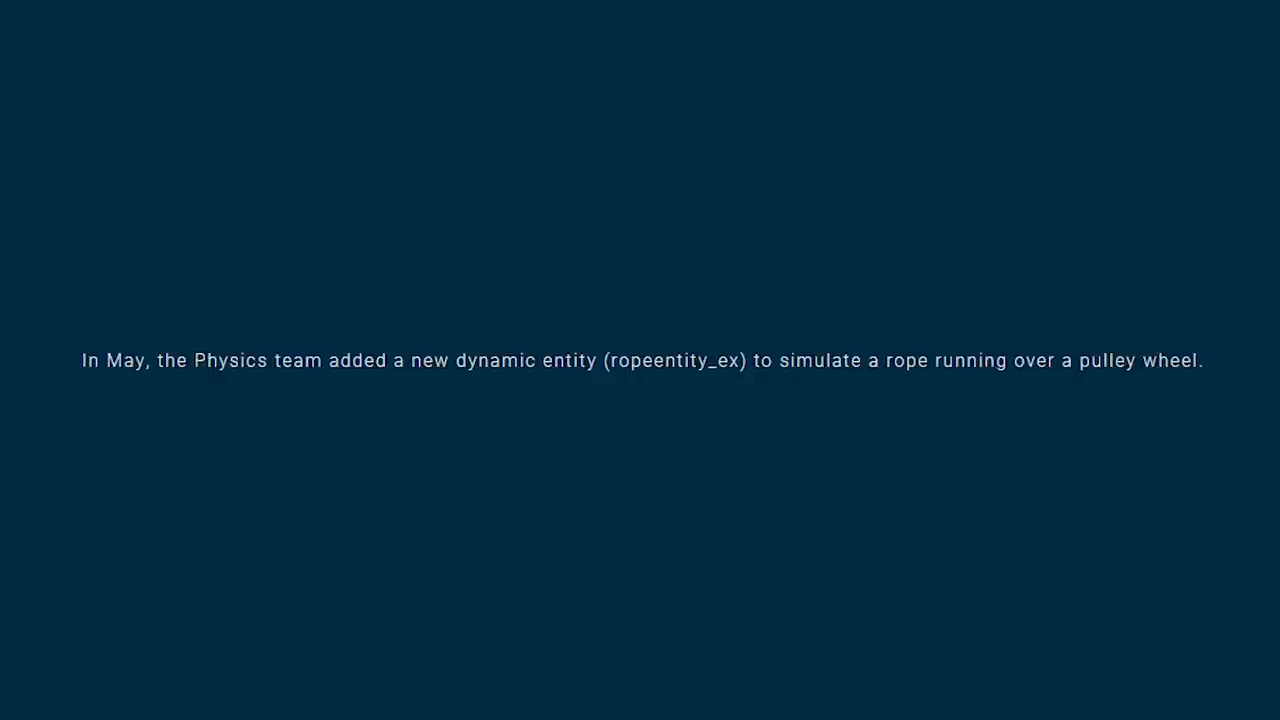 In May, the Physics team added a new dynamic entity (ropeentity_ex) to simulate a rope running over a pulley wheel.